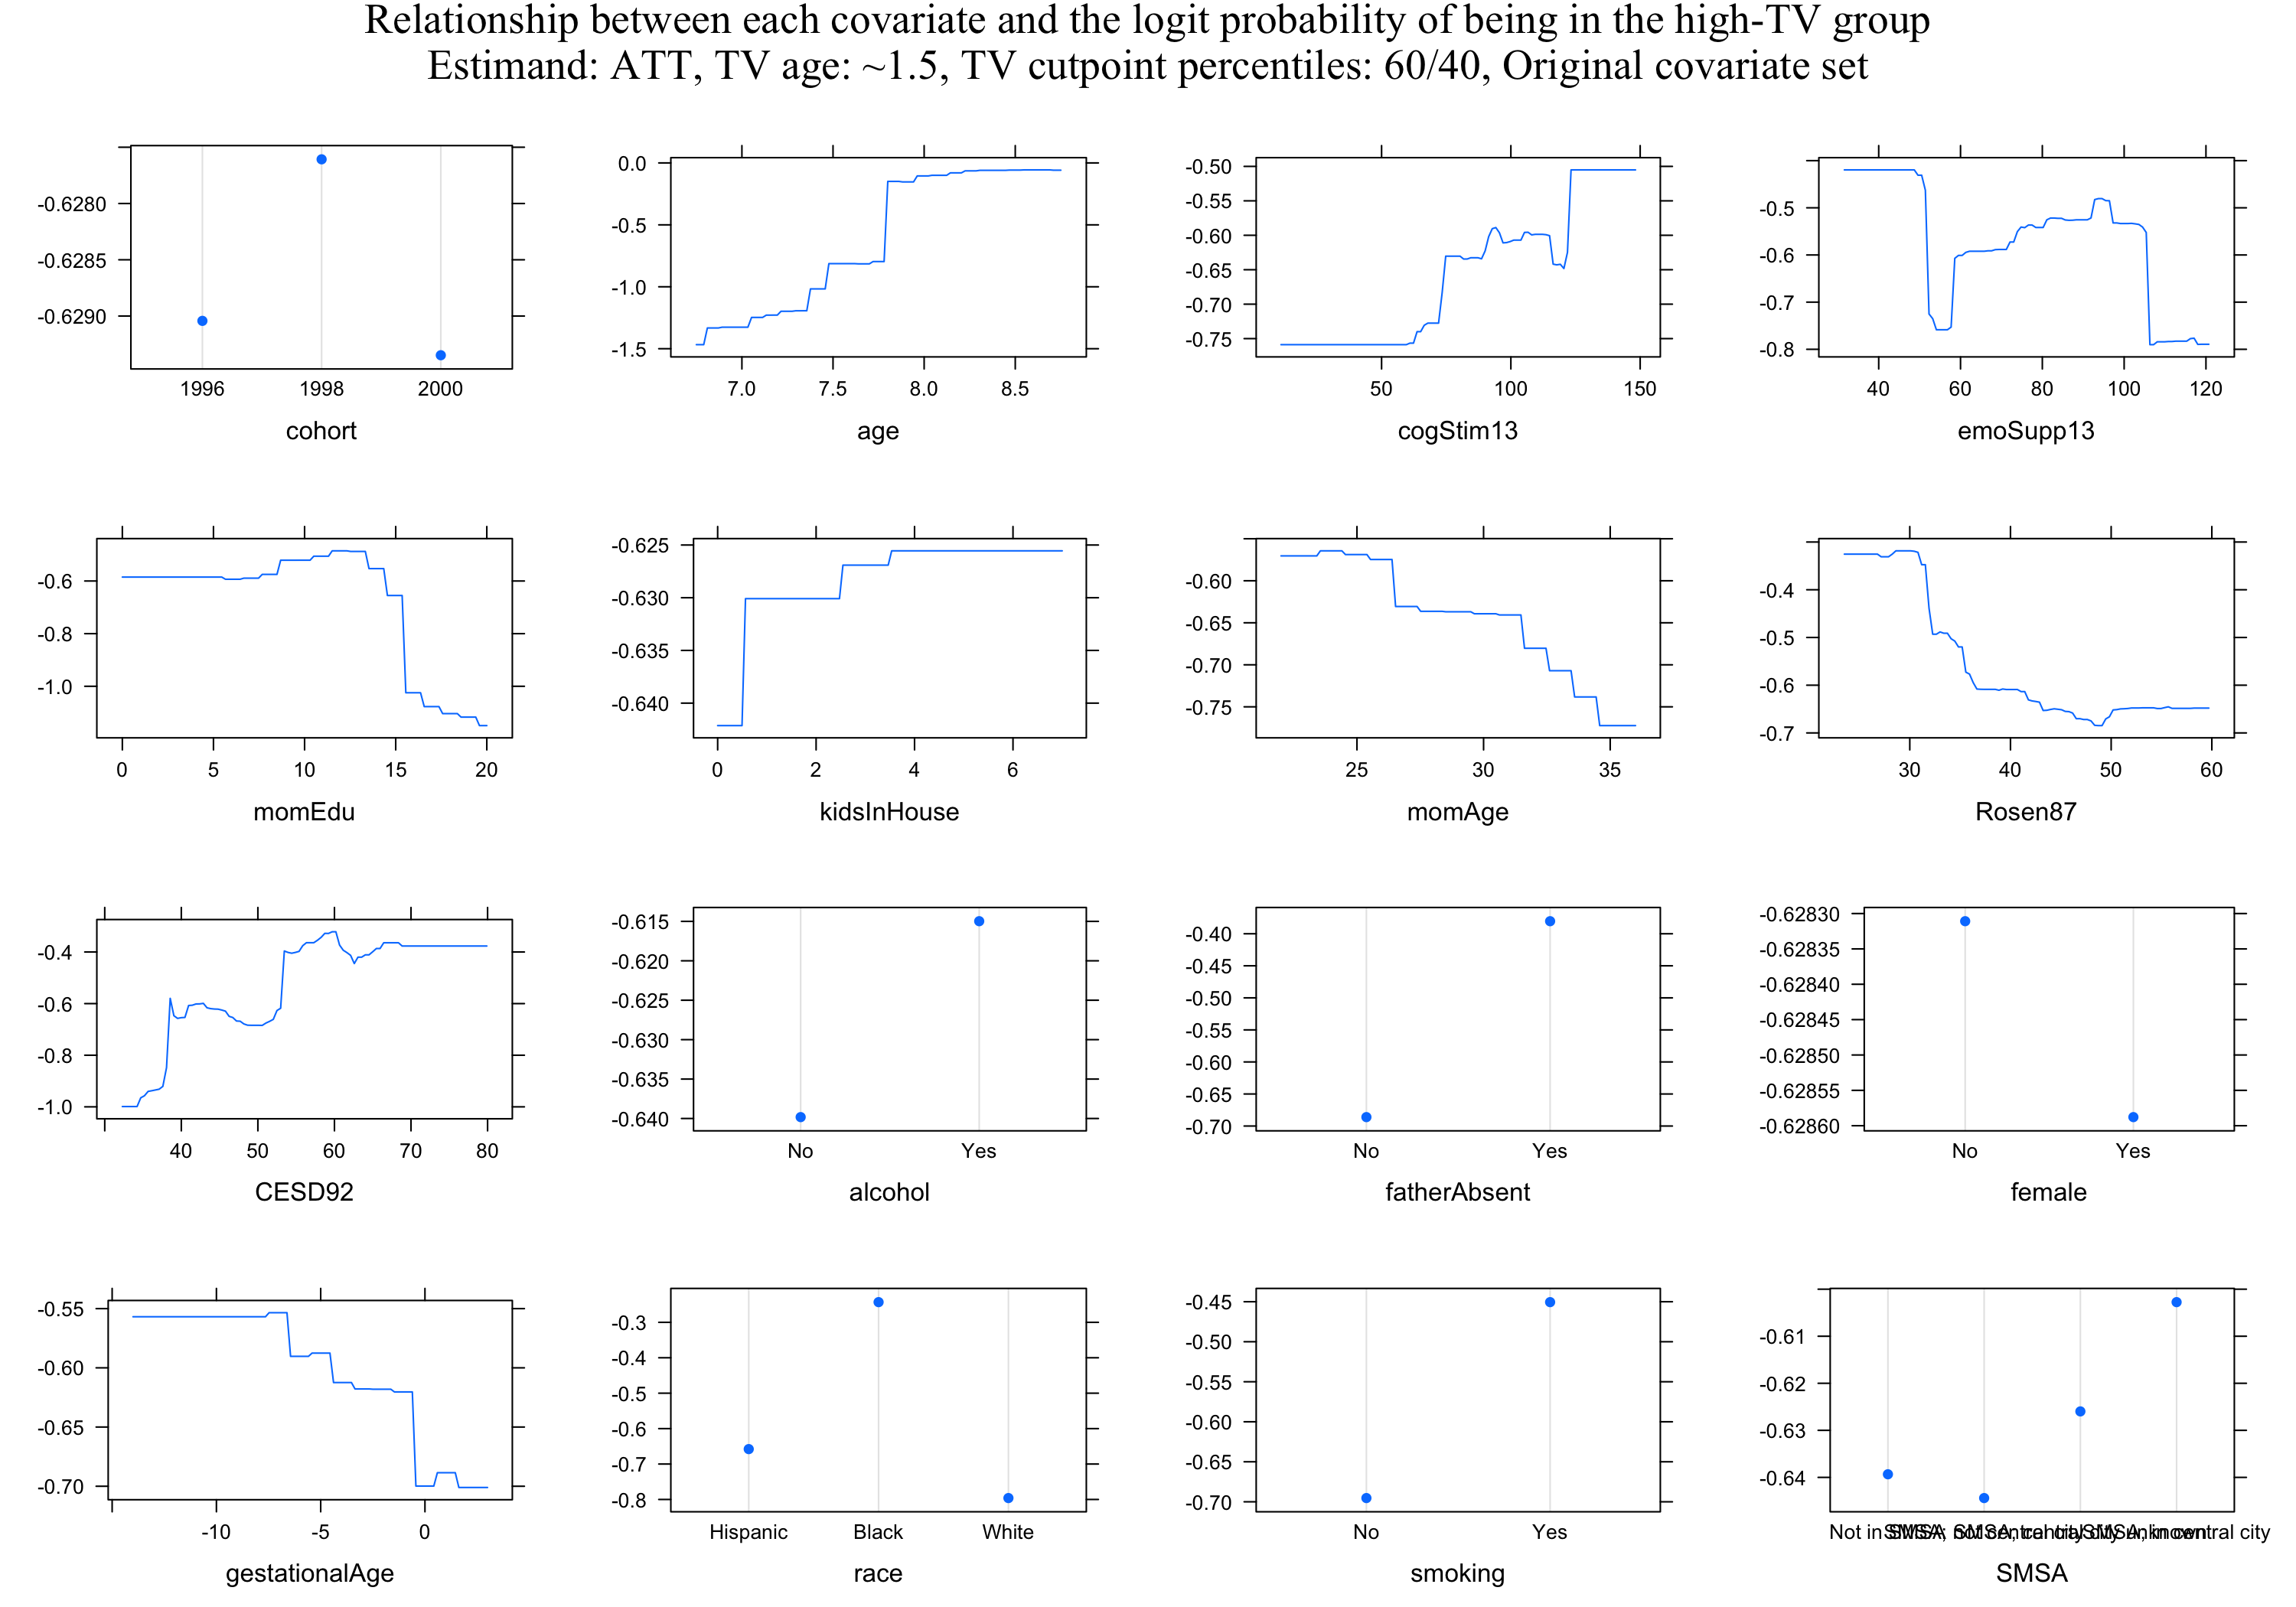 Relationship between each covariate and the logit probability of being in the high-TV group
Estimand: ATT, TV age: ~1.5, TV cutpoint percentiles: 60/40, Original covariate set
-0.6280
-0.6285
-0.6290
1996 1998 2000
cohort
0.0
-0.5
-1.0
-1.5
7.0 7.5 8.0 8.5
age
-0.50
-0.55
-0.60
-0.65
-0.70
-0.75
50 100 150
cogStim13
-0.5
-0.6
-0.7
-0.8
40 60 80 100 120
emoSupp13
-0.6
-0.8
-1.0
0 5 10 15 20
momEdu
-0.625
-0.630
-0.635
-0.640
0 2 4 6
kidsInHouse
-0.60
-0.65
-0.70
-0.75
25 30 35
momAge
-0.4
-0.5
-0.6
-0.7
30 40 50 60
Rosen87
-0.4
-0.6
-0.8
-1.0
40 50 60 70 80
CESD92
-0.615
-0.620
-0.625
-0.630
-0.635
-0.640
No Yes
alcohol
-0.40
-0.45
-0.50
-0.55
-0.60
-0.65
-0.70
No Yes
fatherAbsent
-0.62830
-0.62835
-0.62840
-0.62845
-0.62850
-0.62855
-0.62860
No Yes
female
-0.55
-0.60
-0.65
-0.70
-10 -5 0
gestationalAge
-0.3
-0.4
-0.5
-0.6
-0.7
-0.8
Hispanic Black White
race
-0.45
-0.50
-0.55
-0.60
-0.65
-0.70
No Yes
smoking
-0.61
-0.62
-0.63
-0.64
Not in central city
SMSA